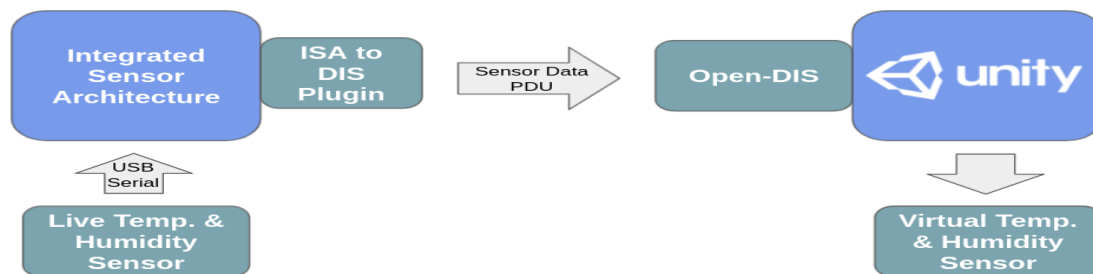 Integrated
Sensor
Architecture
ISA to
DIS
Plugin
Sensor Data
PDU
Open-DIS
unity
USB
Serial
Live Temp. &
Humidity
Sensor
Virtual Temp.
& Humidity
Sensor